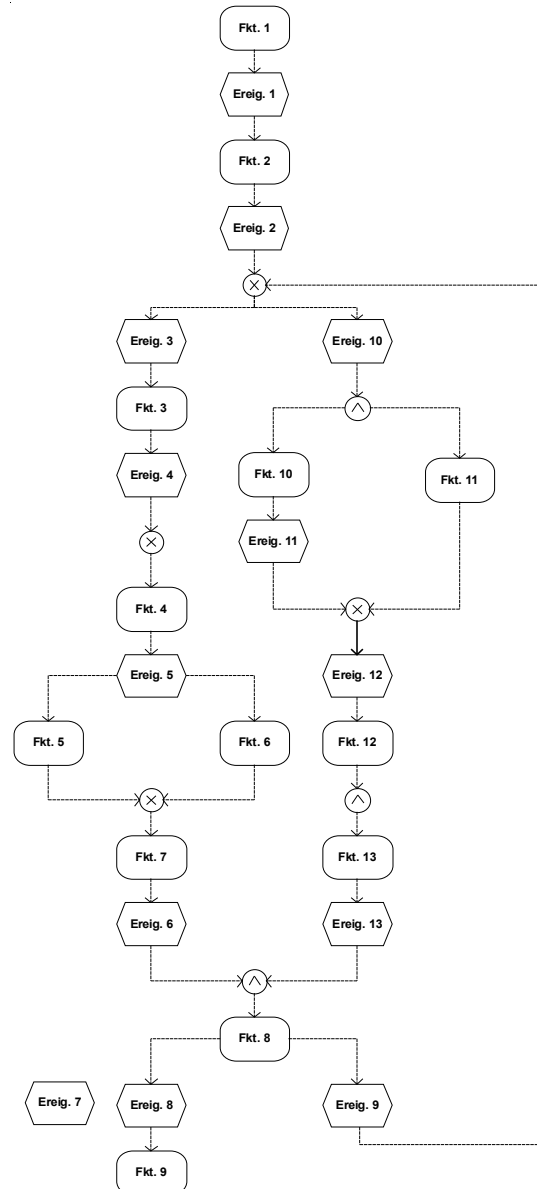 Fkt. 1
Ereig. 1
Fkt. 2
Ereig. 2
Ereig. 3
Ereig. 10
Fkt. 3
Ereig. 4
Fkt. 10
Fkt. 11
Ereig. 11
Fkt. 4
Ereig. 5
Ereig. 12
Fkt. 5
Fkt. 6
Fkt. 12
Fkt. 7
Fkt. 13
Ereig. 6
Ereig. 13
Fkt. 8
Ereig. 7
Ereig. 8
Ereig. 9
Fkt. 9